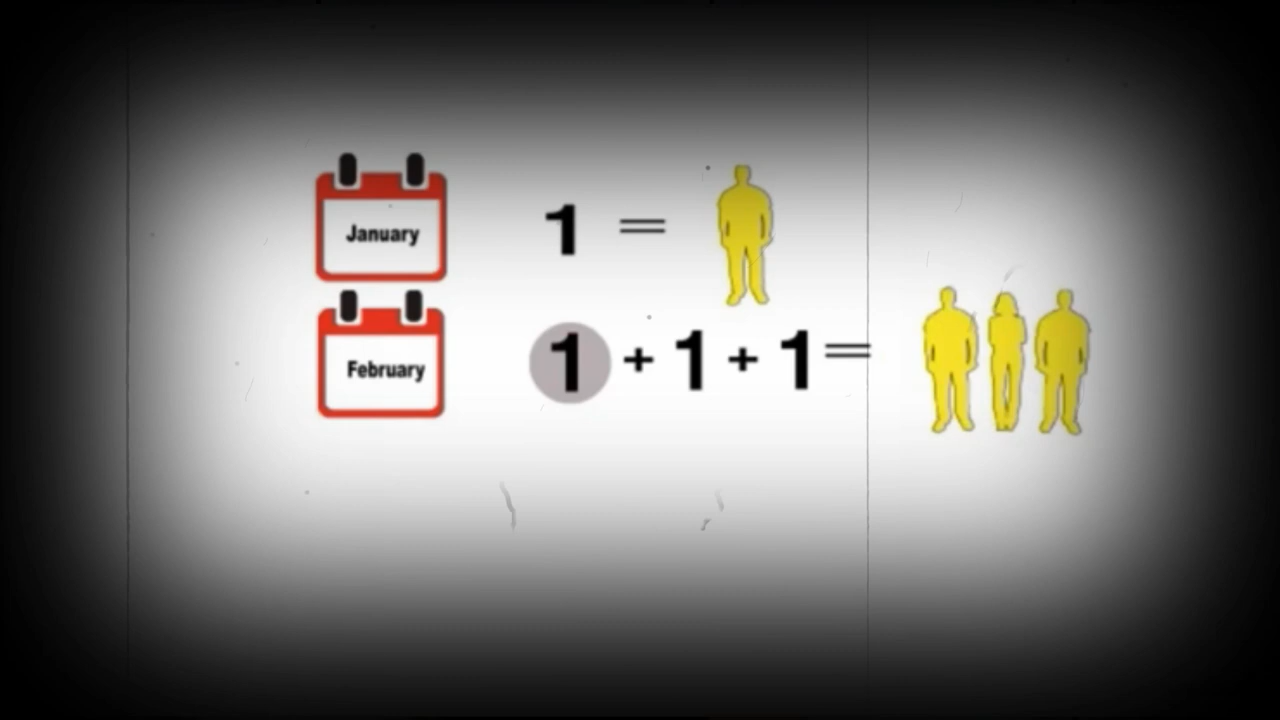 January
1 =
February
1 + 1 + 1 =